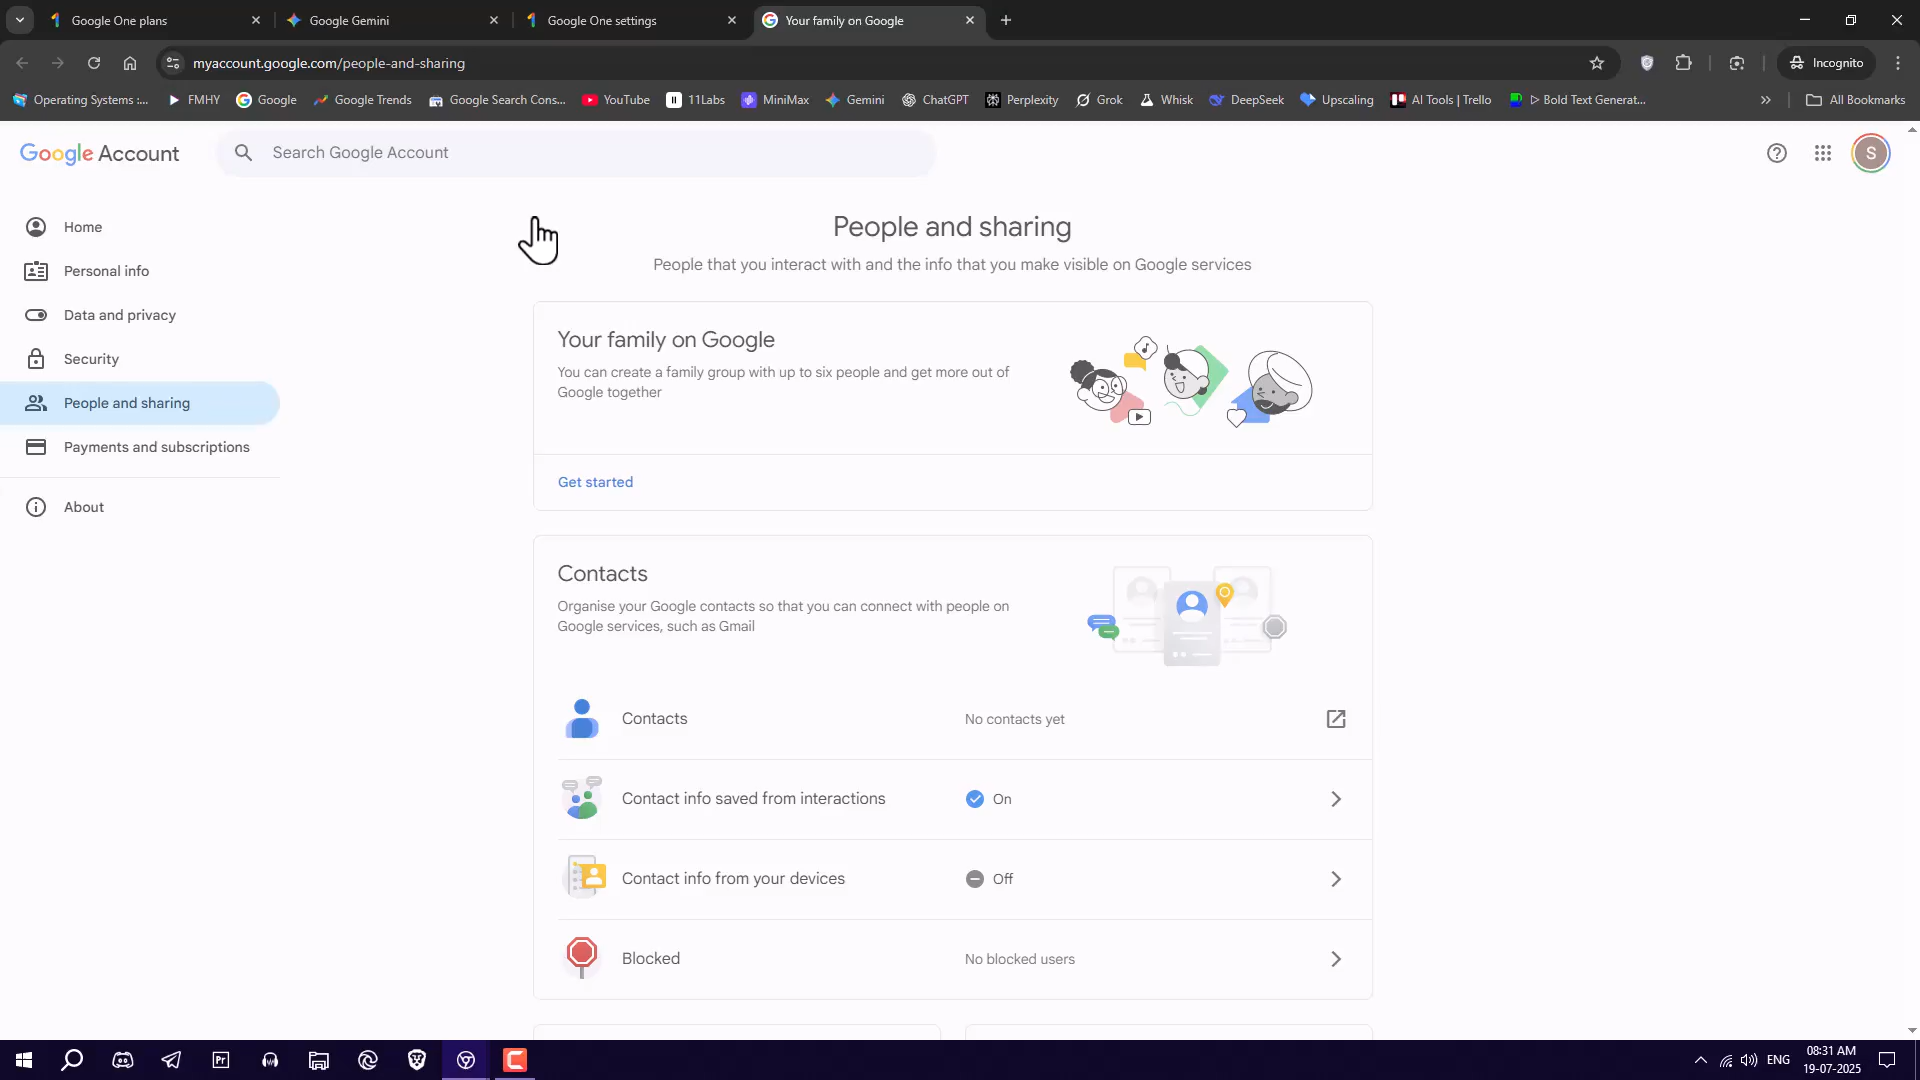 Google One plans
Google Gemini
Google One settings
Your family on Google
myaccount.google.com/people-and-sharing
Incognito
Operating Systems :...
FMHY
Google
Google Trends
Google Search Cons...
YouTube
11Labs
MiniMax
Gemini
ChatGPT
Perplexity
Grok
Whisk
DeepSeek
Upscaling
AI Tools | Trello
▷ Bold Text Generat...
All Bookmarks
Google Account
Search Google Account
S
Home
Personal info
Data and privacy
Security
People and sharing
Payments and subscriptions
About
People and sharing
People that you interact with and the info that you make visible on Google services
Your family on Google
You can create a family group with up to six people and get more out of
Google together
Get started
Contacts
Organise your Google contacts so that you can connect with people on
Google services, such as Gmail
Contacts
No contacts yet
Contact info saved from interactions
On
Contact info from your devices
Off
Blocked
No blocked users
Pr
ENG
08:31 AM
19-07-2025